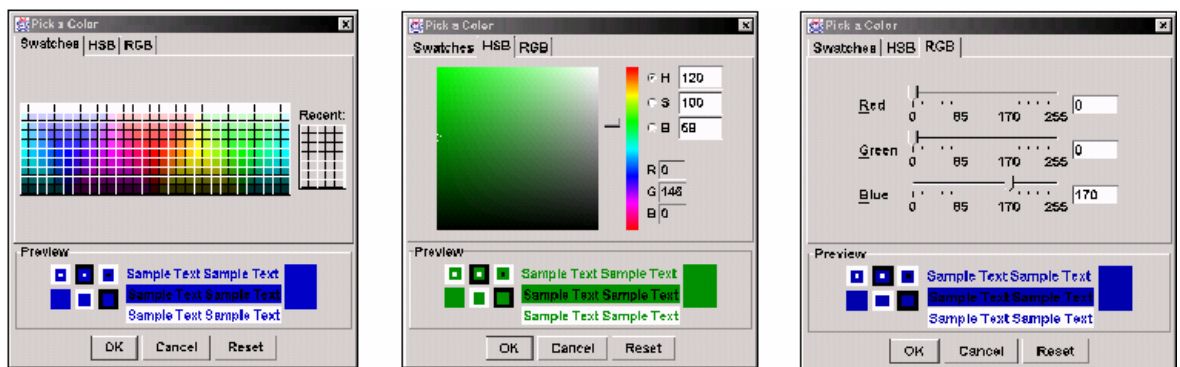 Pick a Color
Swatches HSB RGB
Recent:
Preview
Sample Text Sample Text
Sample Text Sample Text
Sample Text Sample Text
OK Cancel Reset
Pick a Color
Swatches HSB RGB
H 120
S 100
B 69
R 0
G 146
B 0
Preview
Sample Text Sample Text
Sample Text Sample Text
Sample Text Sample Text
OK Cancel Reset
Pick a Color
Swatches HSB RGB
Red 0
0 85 170 255
Green 0
0 85 170 255
Blue 170
0 85 170 255
Preview
Sample Text Sample Text
Sample Text Sample Text
Sample Text Sample Text
OK Cancel Reset